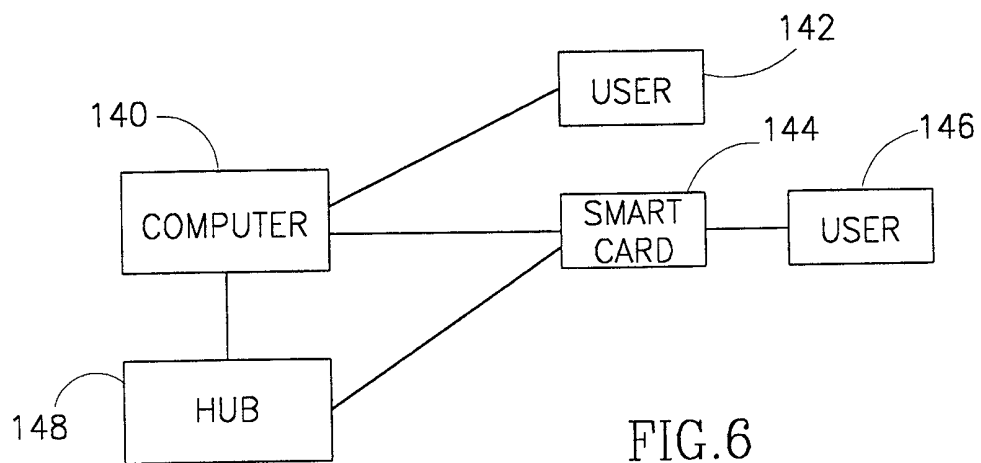 142
USER
140
144
146
COMPUTER
SMART
CARD
USER
148
HUB
FIG.6